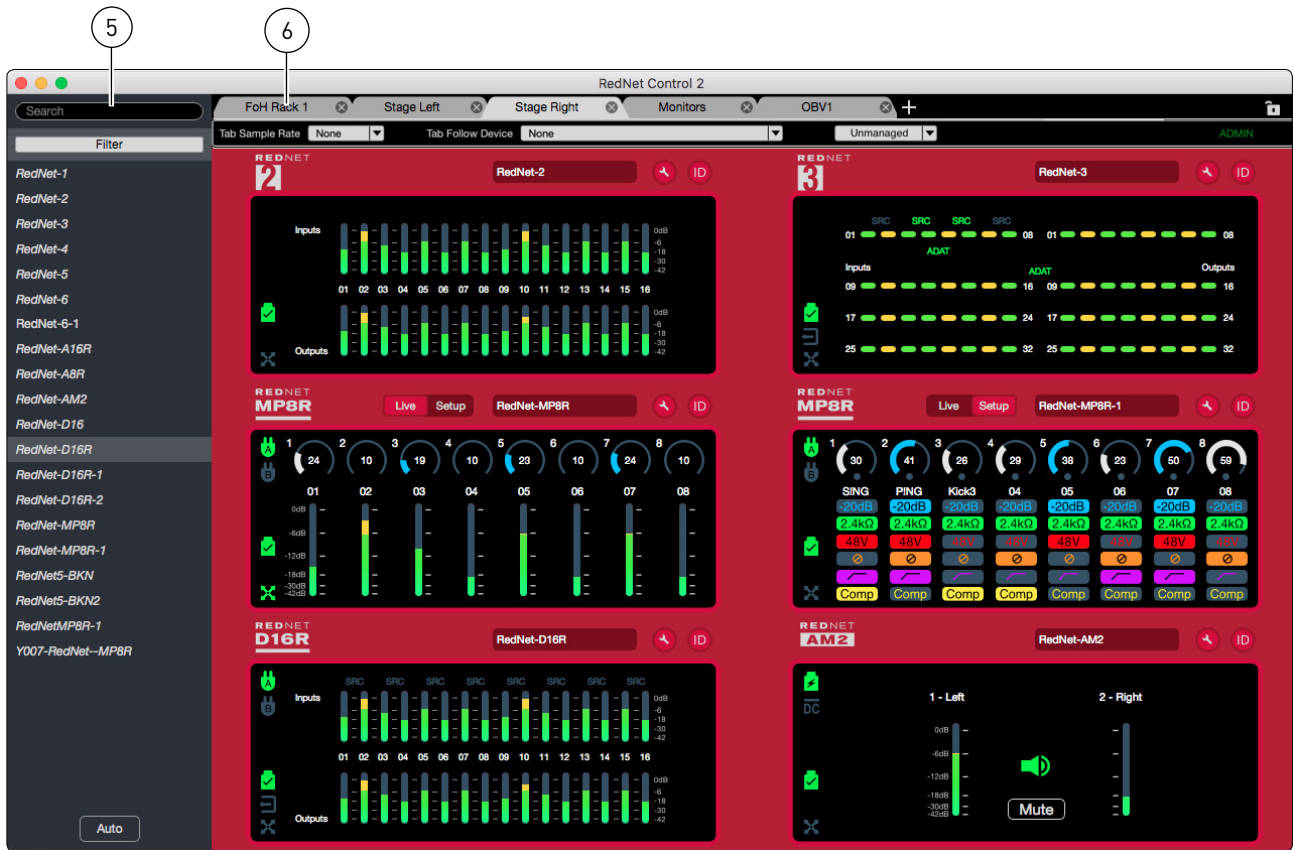 5
6
RedNet Control 2
Search
FoH Rack 1
Stage Left
Stage Right
Monitors
OBV1
Filter
Tab Sample Rate None
Tab Follow Device None
Unmanaged
ADMIN
RedNet-1
RedNet-2
RedNet-3
RedNet-4
RedNet-5
RedNet-6
RedNet-6-1
RedNet-A16R
RedNet-A8R
RedNet-AM2
RedNet-D16
RedNet-D16R
RedNet-D16R-1
RedNet-D16R-2
RedNet-MP8R
RedNet-MP8R-1
RedNet5-BKN
RedNet5-BKN2
RedNetMP8R-1
Y007-RedNet--MP8R
Auto
REDNET
2
RedNet-2
ID
Inputs
0dB
-6
-18
-30
-42
01 02 03 04 05 06 07 08 09 10 11 12 13 14 15 16
0dB
-6
-18
-30
-42
Outputs
REDNET
3
RedNet-3
ID
SRC SRC SRC SRC
01 08 01 08
ADAT
Inputs ADAT Outputs
09 16 09 16
17 24 17 24
25 32 25 32
REDNET
MP8R
Live Setup
RedNet-MP8R
ID
A
B
1 2 3 4 5 6 7 8
24 10 19 10 23 10 24 10
01 02 03 04 05 06 07 08
0dB
-6dB
-12dB
-18dB
-30dB
-42dB
REDNET
MP8R
Live Setup
RedNet-MP8R-1
ID
A
B
1 2 3 4 5 6 7 8
30 41 26 29 38 23 50 59
SING PING Kick3 04 05 06 07 08
-20dB -20dB -20dB -20dB -20dB -20dB -20dB -20dB
2.4kΩ 2.4kΩ 2.4kΩ 2.4kΩ 2.4kΩ 2.4kΩ 2.4kΩ 2.4kΩ
48V 48V 48V 48V 48V 48V 48V 48V
Comp Comp Comp Comp Comp Comp Comp Comp
REDNET
D16R
RedNet-D16R
ID
A
B
SRC SRC SRC SRC SRC SRC SRC SRC
Inputs
0dB
-6
-18
-30
-42
01 02 03 04 05 06 07 08 09 10 11 12 13 14 15 16
0dB
-6
-18
-30
-42
Outputs
REDNET
AM2
RedNet-AM2
ID
DC
1 - Left
2 - Right
0dB
-6dB
-12dB
-18dB
-30dB
-42dB
Mute